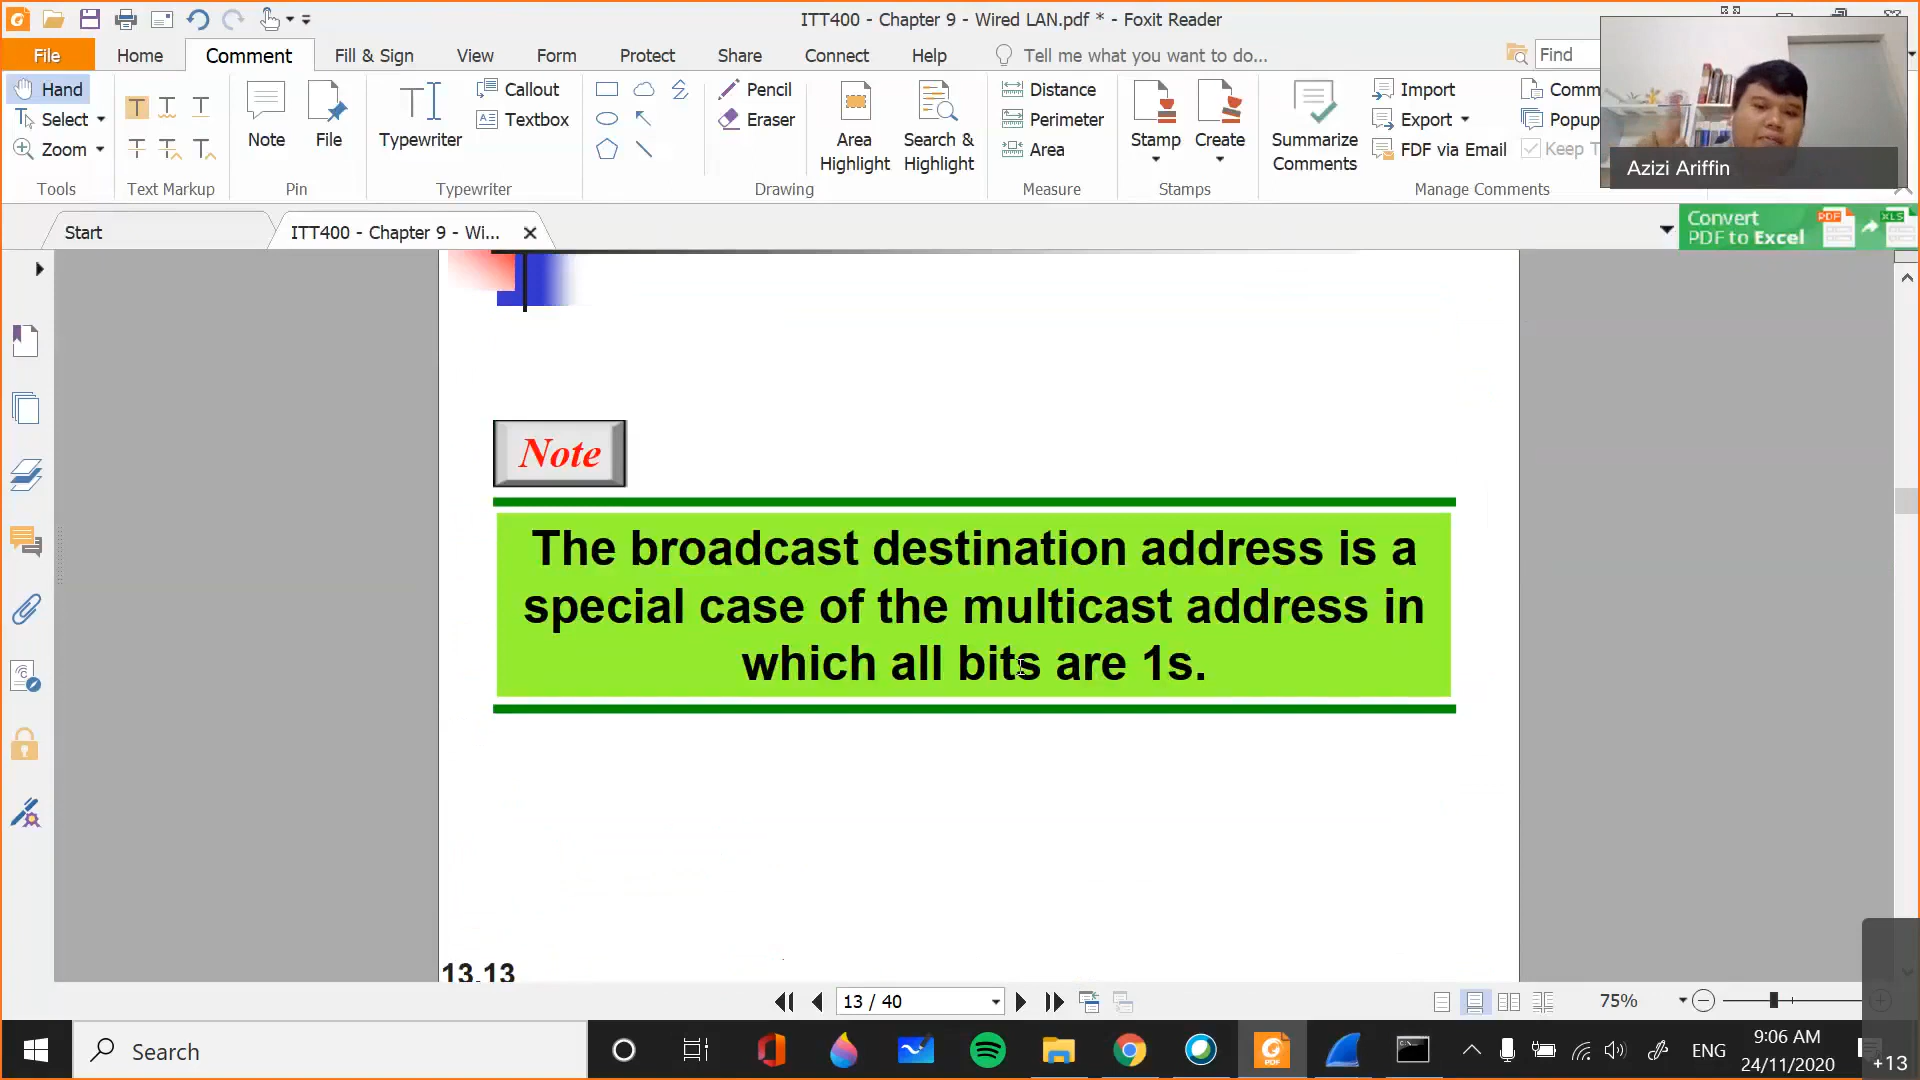 ITT400 - Chapter 9 - Wired LAN.pdf * - Foxit Reader
File Home Comment Fill & Sign View Form Protect Share Connect Help Tell me what you want to do... Find
Hand
Select
Zoom
Tools
Text Markup
Note
File
Pin
Typewriter
Callout
Textbox
Typewriter
Pencil
Eraser
Area Highlight
Search & Highlight
Drawing
Distance
Perimeter
Area
Measure
Stamp
Create
Stamps
Summarize Comments
Import
Export
FDF via Email
Comm
Popup
Keep T
Manage Comments
Azizi Ariffin
Start
ITT400 - Chapter 9 - Wi...
Convert
PDF to Excel
PDF
XLS
Note
The broadcast destination address is a
special case of the multicast address in
which all bits are 1s.
13.13
13 / 40
75%
Search
PDF
ENG
9:06 AM
24/11/2020
+13